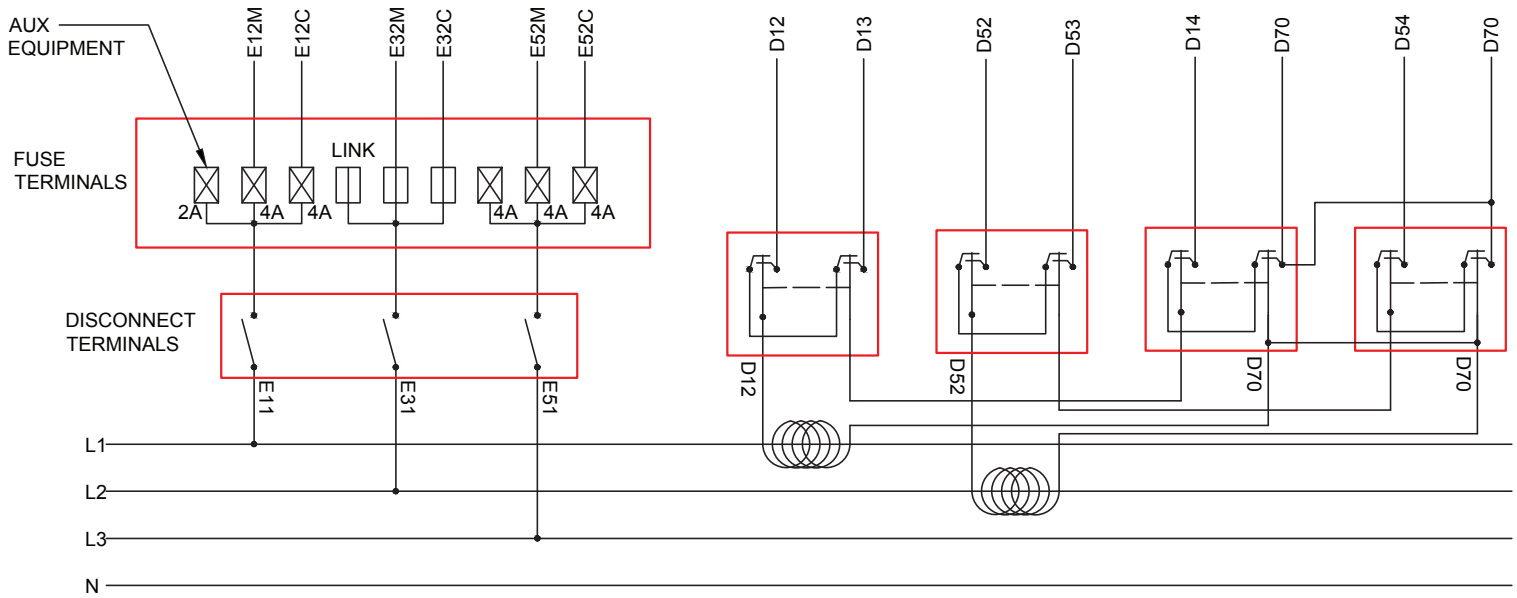 AUX
EQUIPMENT
E12M
E12C
E32M
E32C
E52M
E52C
D12
D13
D52
D53
D14
D70
D54
D70
FUSE
TERMINALS
LINK
2A
4A
4A
4A
4A
4A
DISCONNECT
TERMINALS
E11
E31
E51
D12
D52
D70
D70
L1
L2
L3
N